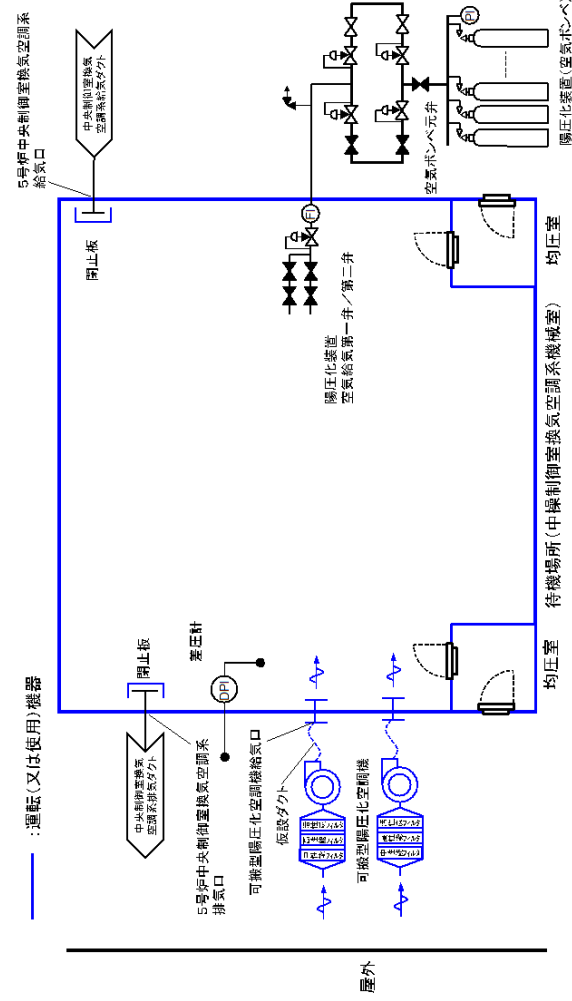 :運転(又は使用)機器
5号炉中央制御室換気空調系
給気口
中央制御室換気
空調系給気ダクト
閉止板
閉止板
中央制御室換気
空調系排気ダクト
5号炉中央制御室換気空調系
排気口
差圧計
DPI
可搬型陽圧化空調機給気口
仮設ダクト
可搬型陽圧化空調機
屋外
FI
陽圧化装置
空気給気第一弁/第二弁
空気ボンベ元弁
PI
陽圧化装置(空気ボンベ)
均圧室
均圧室
待機場所(中操制御室換気空調系機械室)